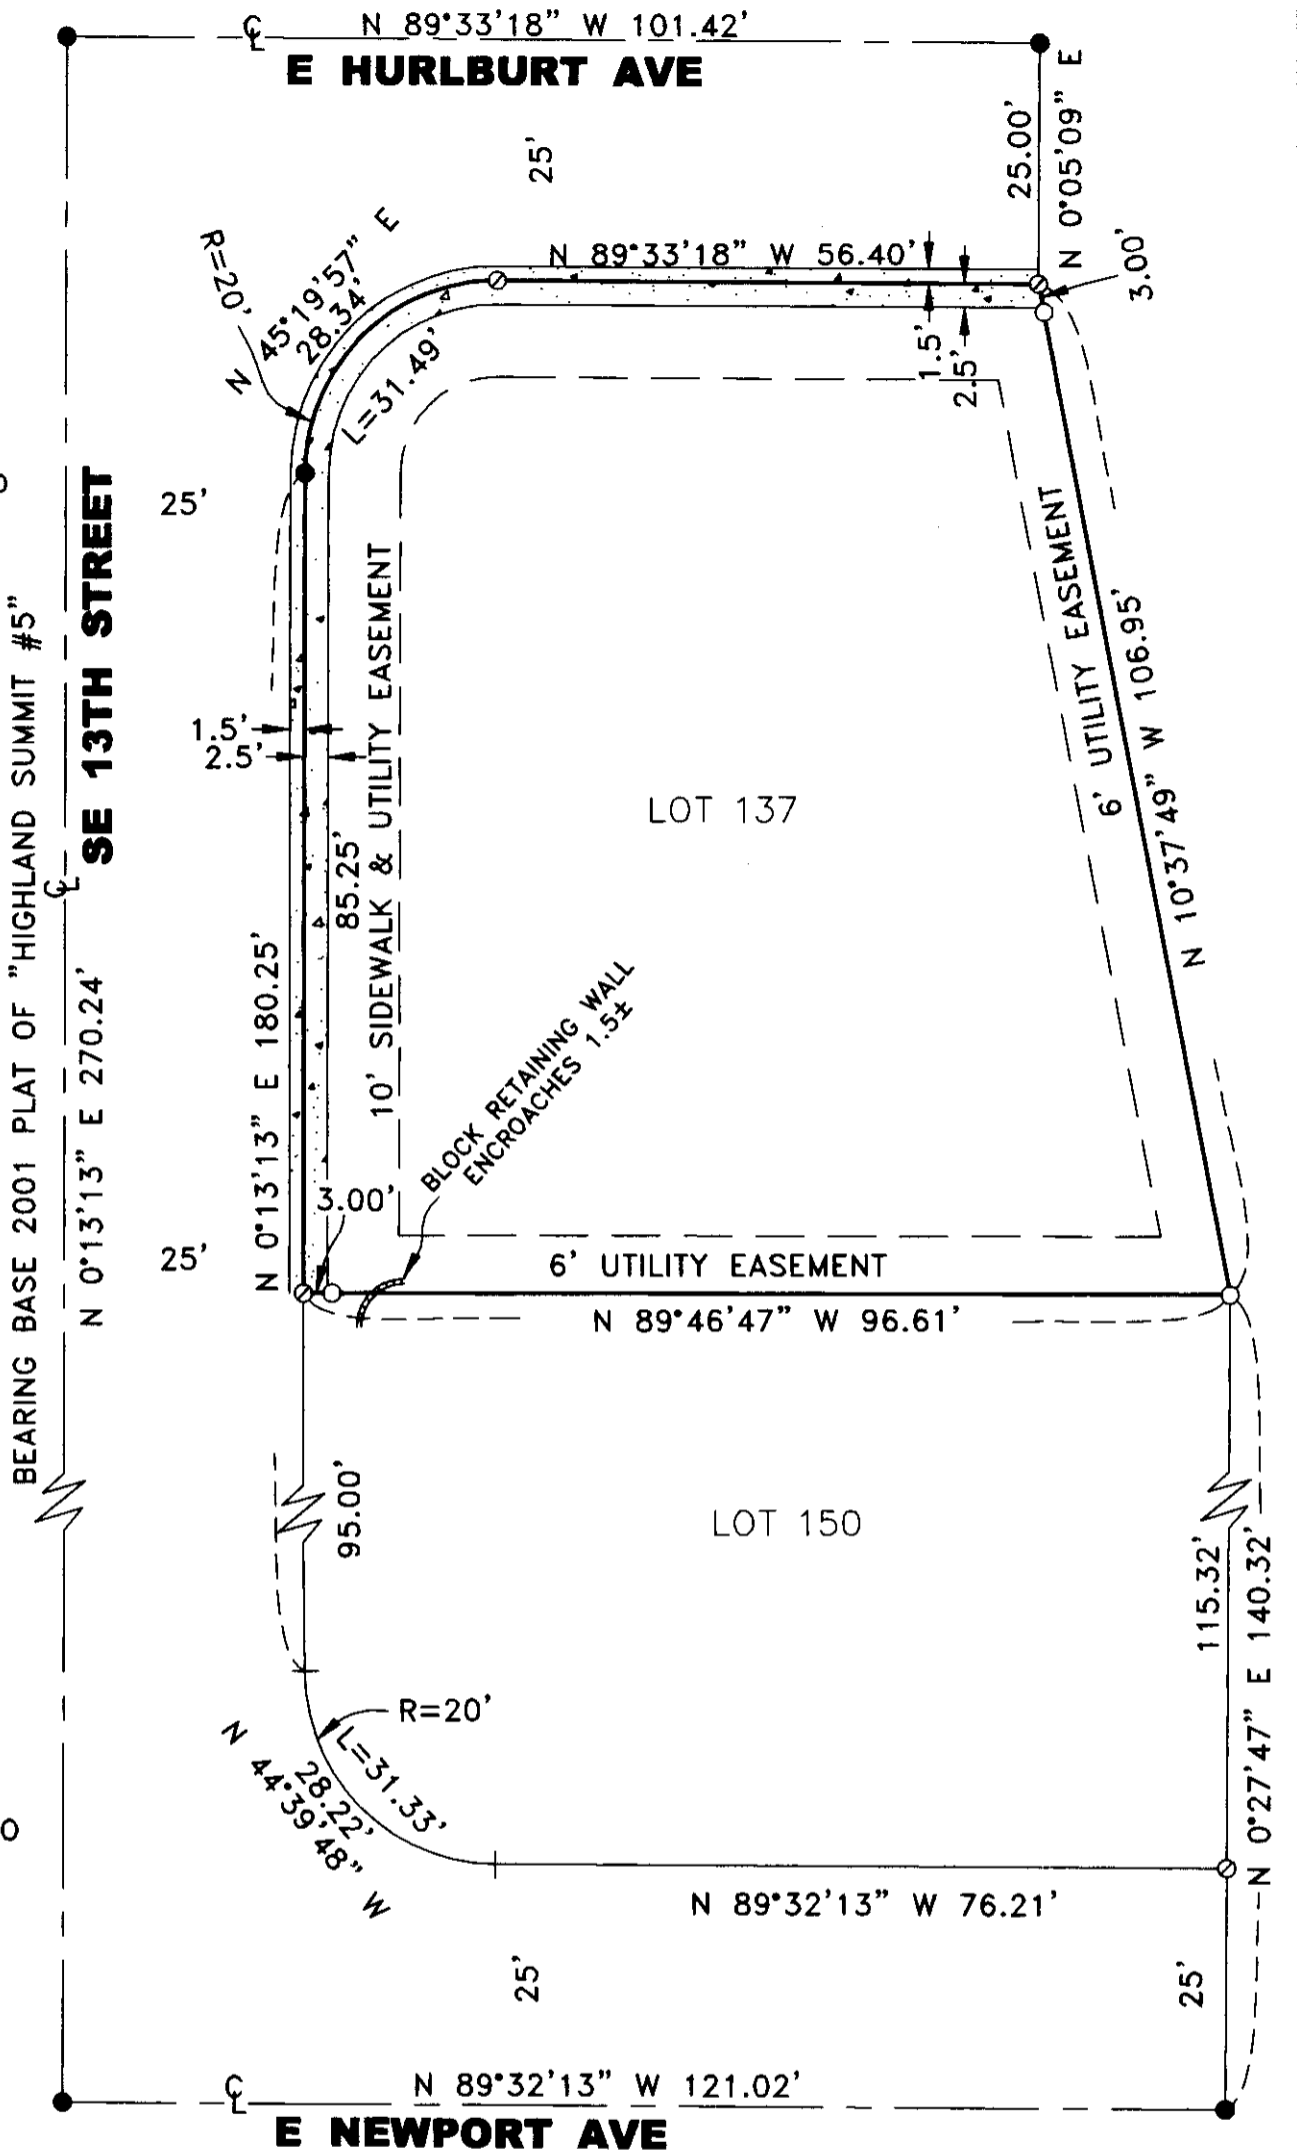 N 89°33'18" W 101.42'
E HURLBURT AVE
25'
25.00'
N 0°05'09" E
3.00'
R=20'
N 45°19'57" E
28.34'
L=31.49'
N 89°33'18" W 56.40'
1.5'
2.5'
25'
SE 13TH STREET
BEARING BASE 2001 PLAT OF "HIGHLAND SUMMIT #5"
N 0°13'13" E 270.24'
1.5'
2.5'
85.25'
10' SIDEWALK & UTILITY EASEMENT
LOT 137
6' UTILITY EASEMENT
N 10°37'49" W 106.95'
N 0°13'13" E 180.25'
BLOCK RETAINING WALL
ENCROACHES 1.5±
3.00'
25'
6' UTILITY EASEMENT
N 89°46'47" W 96.61'
95.00'
LOT 150
115.32'
N 0°27'47" E 140.32'
R=20'
L=31.33'
28.22'
N 44°39'48" W
N 89°32'13" W 76.21'
25'
25'
N 89°32'13" W 121.02'
E NEWPORT AVE